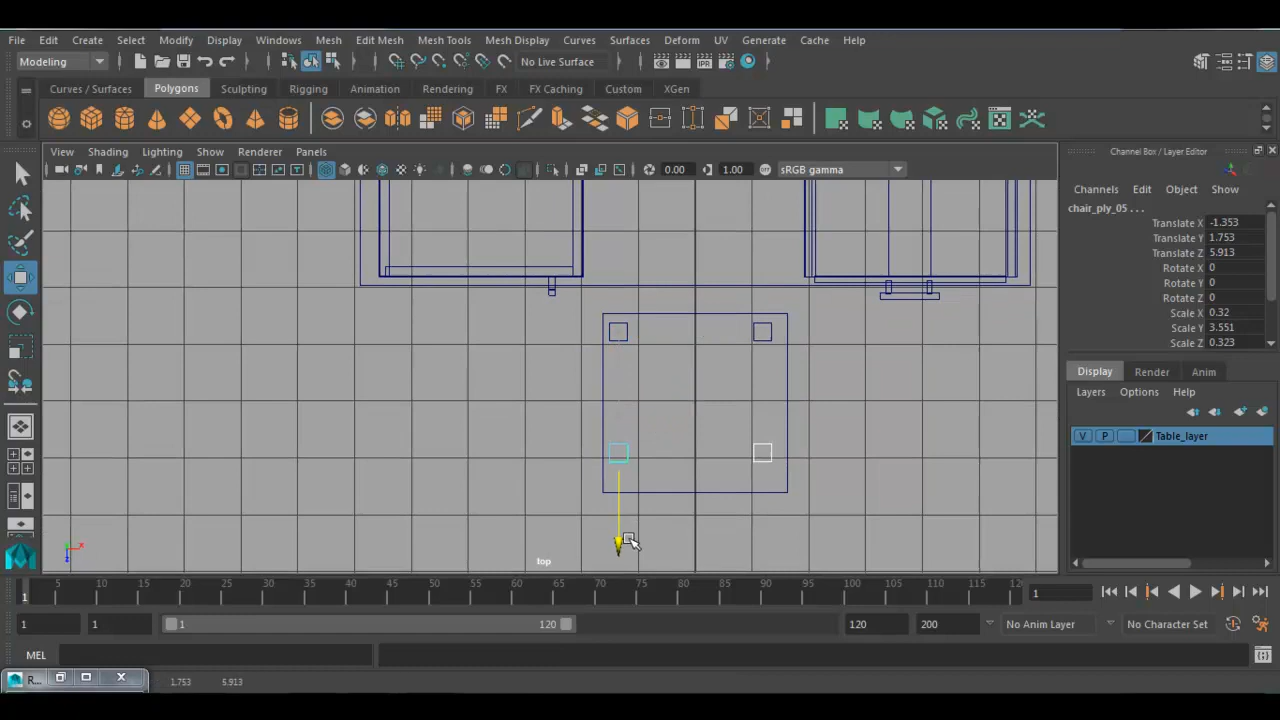 File Edit Create Select Modify Display Windows Mesh Edit Mesh Mesh Tools Mesh Display Curves Surfaces Deform UV Generate Cache Help
Modeling No Live Surface
Curves / Surfaces Polygons Sculpting Rigging Animation Rendering FX FX Caching Custom XGen
View Shading Lighting Show Renderer Panels
0.00 1.00 sRGB gamma
Channel Box / Layer Editor
Channels Edit Object Show
chair_ply_05 . . .
Translate X -1.353
Translate Y 1.753
Translate Z 5.913
Rotate X 0
Rotate Y 0
Rotate Z 0
Scale X 0.32
Scale Y 3.551
Scale Z 0.323
Display Render Anim
Layers Options Help
V P Table_layer
top
1 5 10 15 20 25 30 35 40 45 50 55 60 65 70 75 80 85 90 95 100 105 110 115 12 1
1 1 1 120 120 200 No Anim Layer No Character Set
MEL
R... 1.753 5.913